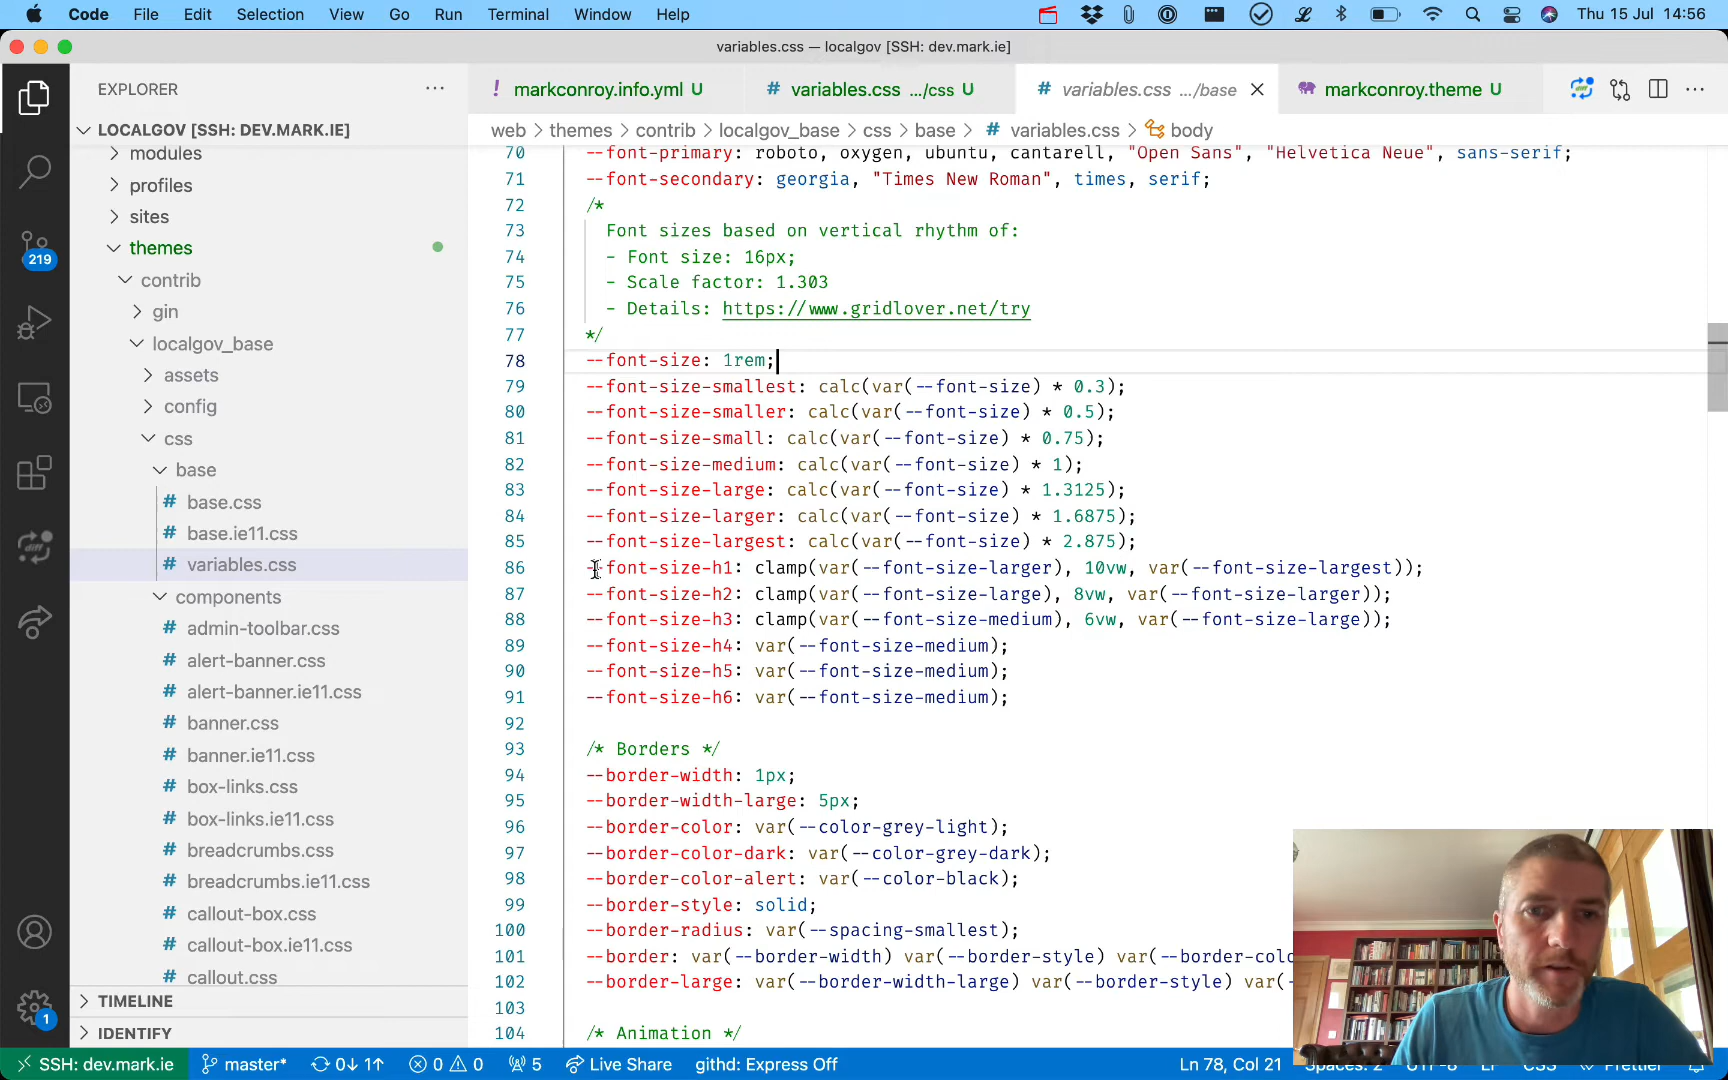 Code File Edit Selection View Go Run Terminal Window Help Thu 15 Jul 14:56
variables.css — localgov [SSH: dev.mark.ie]
EXPLORER ···
! markconroy.info.yml U # variables.css .../css U # variables.css .../base × markconroy.theme U
LOCALGOV [SSH: DEV.MARK.IE]
web > themes > contrib > localgov_base > css > base > # variables.css > body
modules
profiles
sites
themes
contrib
gin
localgov_base
assets
config
css
base
# base.css
# base.ie11.css
# variables.css
components
# admin-toolbar.css
# alert-banner.css
# alert-banner.ie11.css
# banner.css
# banner.ie11.css
# box-links.css
# box-links.ie11.css
# breadcrumbs.css
# breadcrumbs.ie11.css
# callout-box.css
# callout-box.ie11.css
# callout.css
TIMELINE
IDENTIFY
219
diff
1
70 --font-primary: roboto, oxygen, ubuntu, cantarell, "Open Sans", "Helvetica Neue", sans-serif;
71 --font-secondary: georgia, "Times New Roman", times, serif;
72 /*
73 Font sizes based on vertical rhythm of:
74 - Font size: 16px;
75 - Scale factor: 1.303
76 - Details: https://www.gridlover.net/try
77 */
78 --font-size: 1rem;
79 --font-size-smallest: calc(var(--font-size) * 0.3);
80 --font-size-smaller: calc(var(--font-size) * 0.5);
81 --font-size-small: calc(var(--font-size) * 0.75);
82 --font-size-medium: calc(var(--font-size) * 1);
83 --font-size-large: calc(var(--font-size) * 1.3125);
84 --font-size-larger: calc(var(--font-size) * 1.6875);
85 --font-size-largest: calc(var(--font-size) * 2.875);
86 --font-size-h1: clamp(var(--font-size-larger), 10vw, var(--font-size-largest));
87 --font-size-h2: clamp(var(--font-size-large), 8vw, var(--font-size-larger));
88 --font-size-h3: clamp(var(--font-size-medium), 6vw, var(--font-size-large));
89 --font-size-h4: var(--font-size-medium);
90 --font-size-h5: var(--font-size-medium);
91 --font-size-h6: var(--font-size-medium);
92
93 /* Borders */
94 --border-width: 1px;
95 --border-width-large: 5px;
96 --border-color: var(--color-grey-light);
97 --border-color-dark: var(--color-grey-dark);
98 --border-color-alert: var(--color-black);
99 --border-style: solid;
100 --border-radius: var(--spacing-smallest);
101 --border: var(--border-width) var(--border-style) var(--border-colo
102 --border-large: var(--border-width-large) var(--border-style) var(-
103
104 /* Animation */
SSH: dev.mark.ie master* 0↓ 1↑ 0 0 5 Live Share githd: Express Off Ln 78, Col 21